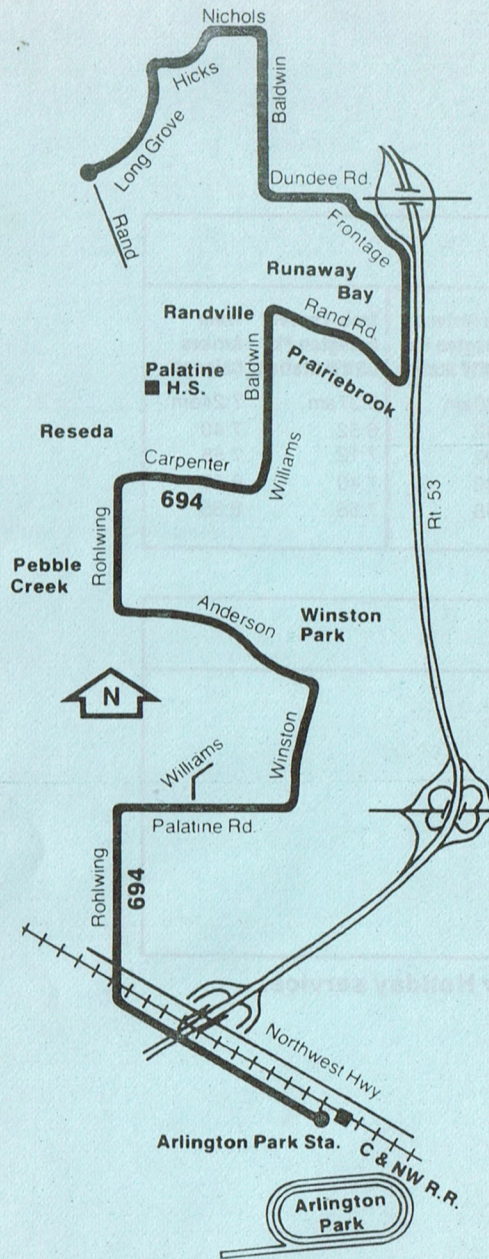 Nichols
Hicks
Baldwin
Long Grove
Rand
Dundee Rd.
Frontage
Runaway
Bay
Randville
Rand Rd.
Baldwin
Prairiebrook
Palatine
H.S.
Reseda
Carpenter
694
Williams
Rt. 53
Rohlwing
Pebble
Creek
Anderson
Winston
Park
N
Winston
Williams
Palatine Rd.
Rohlwing
694
Northwest Hwy.
Arlington Park Sta.
C & NW R.R.
Arlington
Park